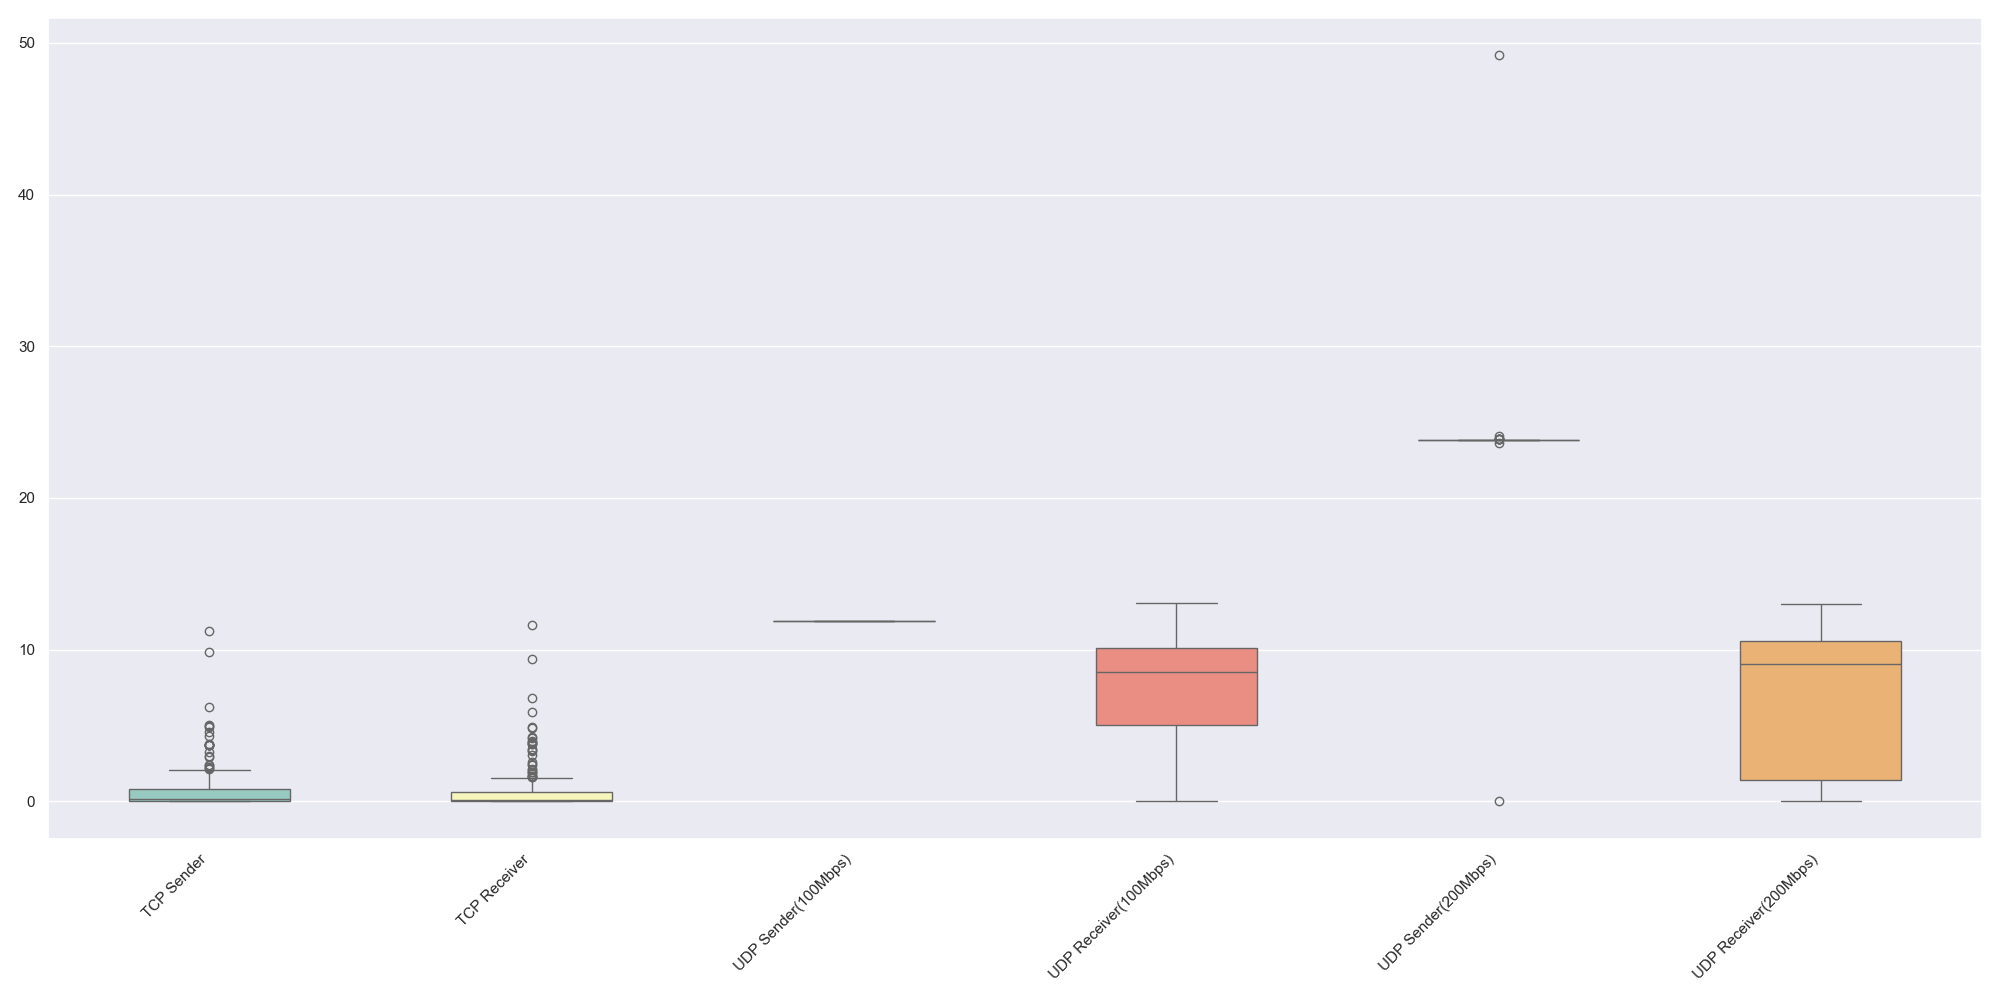 50
40
30
20
10
0
TCP Sender
TCP Receiver
UDP Sender(100Mbps)
UDP Receiver(100Mbps)
UDP Sender(200Mbps)
UDP Receiver(200Mbps)